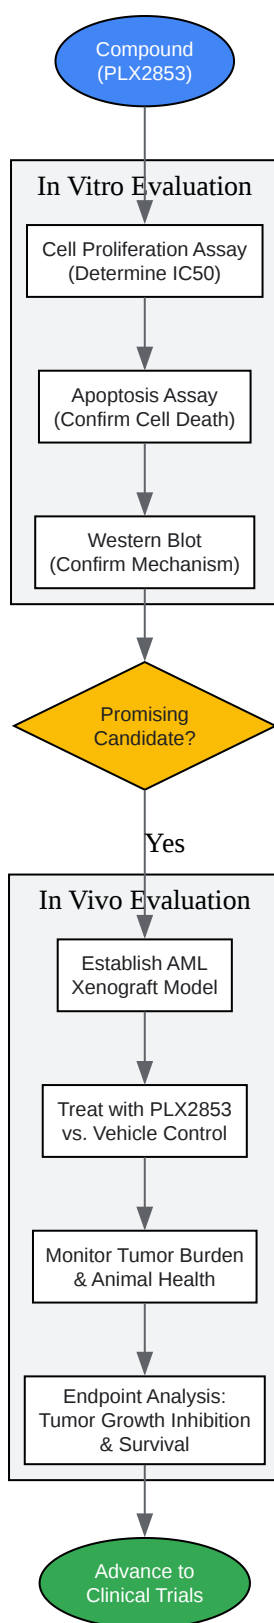 Compound
(PLX2853)
In Vitro Evaluation
Cell Proliferation Assay
(Determine IC50)
Apoptosis Assay
(Confirm Cell Death)
Western Blot
(Confirm Mechanism)
Promising
Candidate?
Yes
In Vivo Evaluation
Establish AML
Xenograft Model
Treat with PLX2853
vs. Vehicle Control
Monitor Tumor Burden
& Animal Health
Endpoint Analysis:
Tumor Growth Inhibition
& Survival
Advance to
Clinical Trials